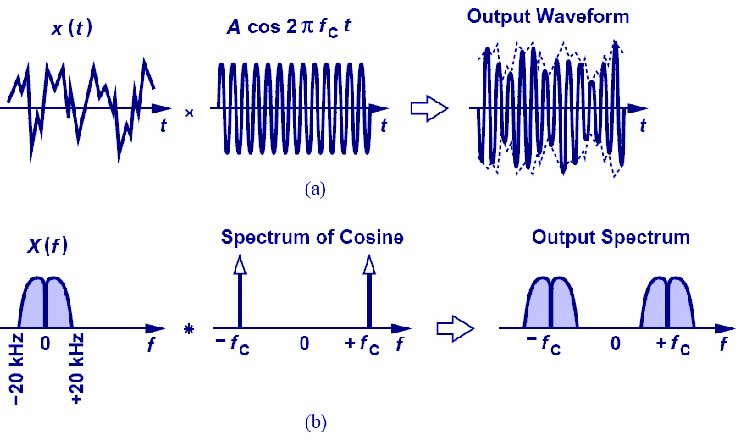 x(t)
A cos 2π f_C t
Output Waveform
t
×
t
t
(a)
X(f)
Spectrum of Cosine
Output Spectrum
−20 kHz
0
+20 kHz
f
*
−f_C
0
+f_C
f
−f_C
0
+f_C
f
(b)